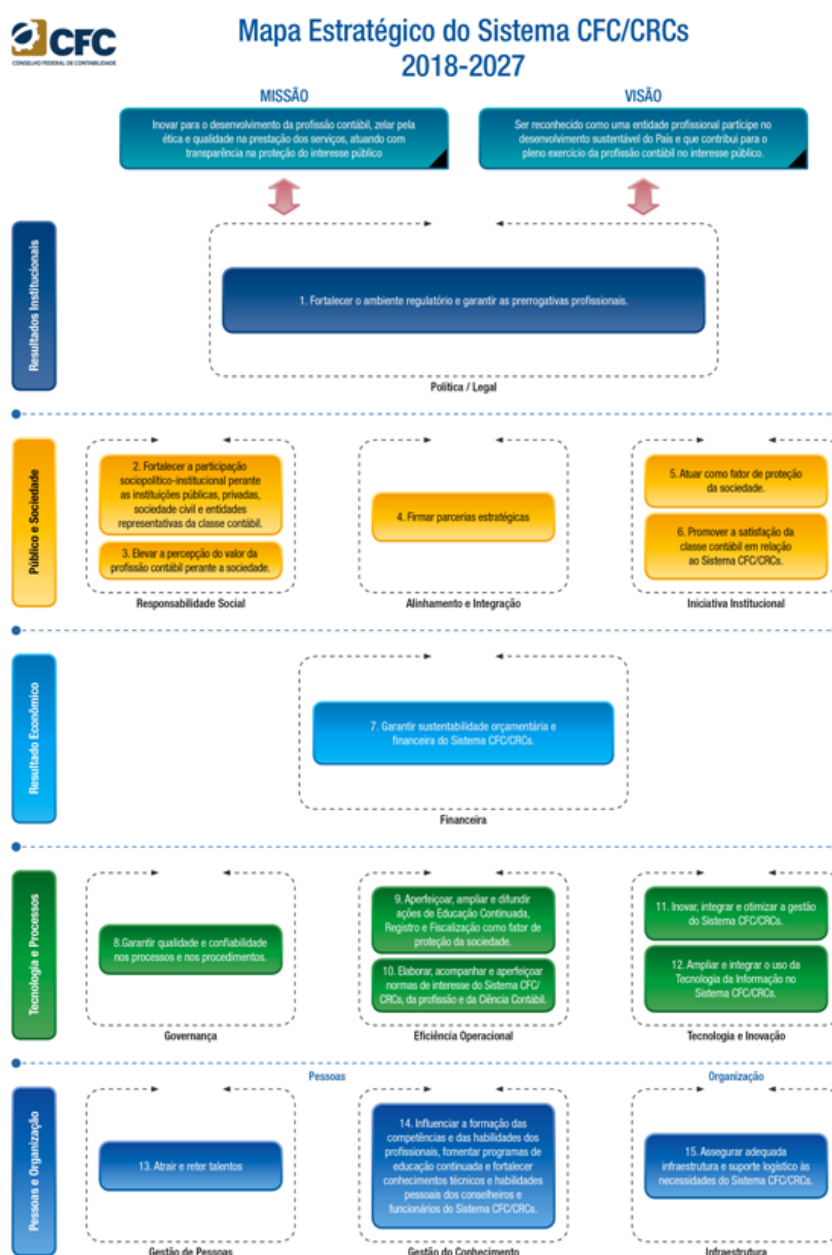 CFC
CONSELHO FEDERAL DE CONTABILIDADE
Mapa Estratégico do Sistema CFC/CRCs
2018-2027
MISSÃO
Inovar para o desenvolvimento da profissão contábil, zelar pela
ética e qualidade na prestação dos serviços, atuando com
transparência na proteção do interesse público
VISÃO
Ser reconhecido como uma entidade profissional partícipe no
desenvolvimento sustentável do País e que contribui para o
pleno exercício da profissão contábil no interesse público.
Resultados Institucionais
1. Fortalecer o ambiente regulatório e garantir as prerrogativas profissionais.
Política / Legal
Público e Sociedade
2. Fortalecer a participação
sociopolítico-institucional perante
as instituições públicas, privadas,
sociedade civil e entidades
representativas da classe contábil.
3. Elevar a percepção do valor da
profissão contábil perante a sociedade.
Responsabilidade Social
4. Firmar parcerias estratégicas
Alinhamento e Integração
5. Atuar como fator de proteção
da sociedade.
6. Promover a satisfação da
classe contábil em relação
ao Sistema CFC/CRCs.
Iniciativa Institucional
Resultado Econômico
7. Garantir sustentabilidade orçamentária e
financeira do Sistema CFC/CRCs.
Financeira
Tecnologia e Processos
8.Garantir qualidade e confiabilidade
nos processos e nos procedimentos.
Governança
9. Aperfeiçoar, ampliar e difundir
ações de Educação Continuada,
Registro e Fiscalização como fator de
proteção da sociedade.
10. Elaborar, acompanhar e aperfeiçoar
normas de interesse do Sistema CFC/
CRCs, da profissão e da Ciência Contábil.
Eficiência Operacional
11. Inovar, integrar e otimizar a gestão
do Sistema CFC/CRCs.
12. Ampliar e integrar o uso da
Tecnologia da Informação no
Sistema CFC/CRCs.
Tecnologia e Inovação
Pessoas e Organização
Pessoas
Organização
13. Atrair e reter talentos
Gestão de Pessoas
14. Influenciar a formação das
competências e das habilidades dos
profissionais, fomentar programas de
educação continuada e fortalecer
conhecimentos técnicos e habilidades
pessoais dos conselheiros e
funcionários do Sistema CFC/CRCs.
Gestão do Conhecimento
15. Assegurar adequada
infraestrutura e suporte logístico às
necessidades do Sistema CFC/CRCs.
Infraestrutura